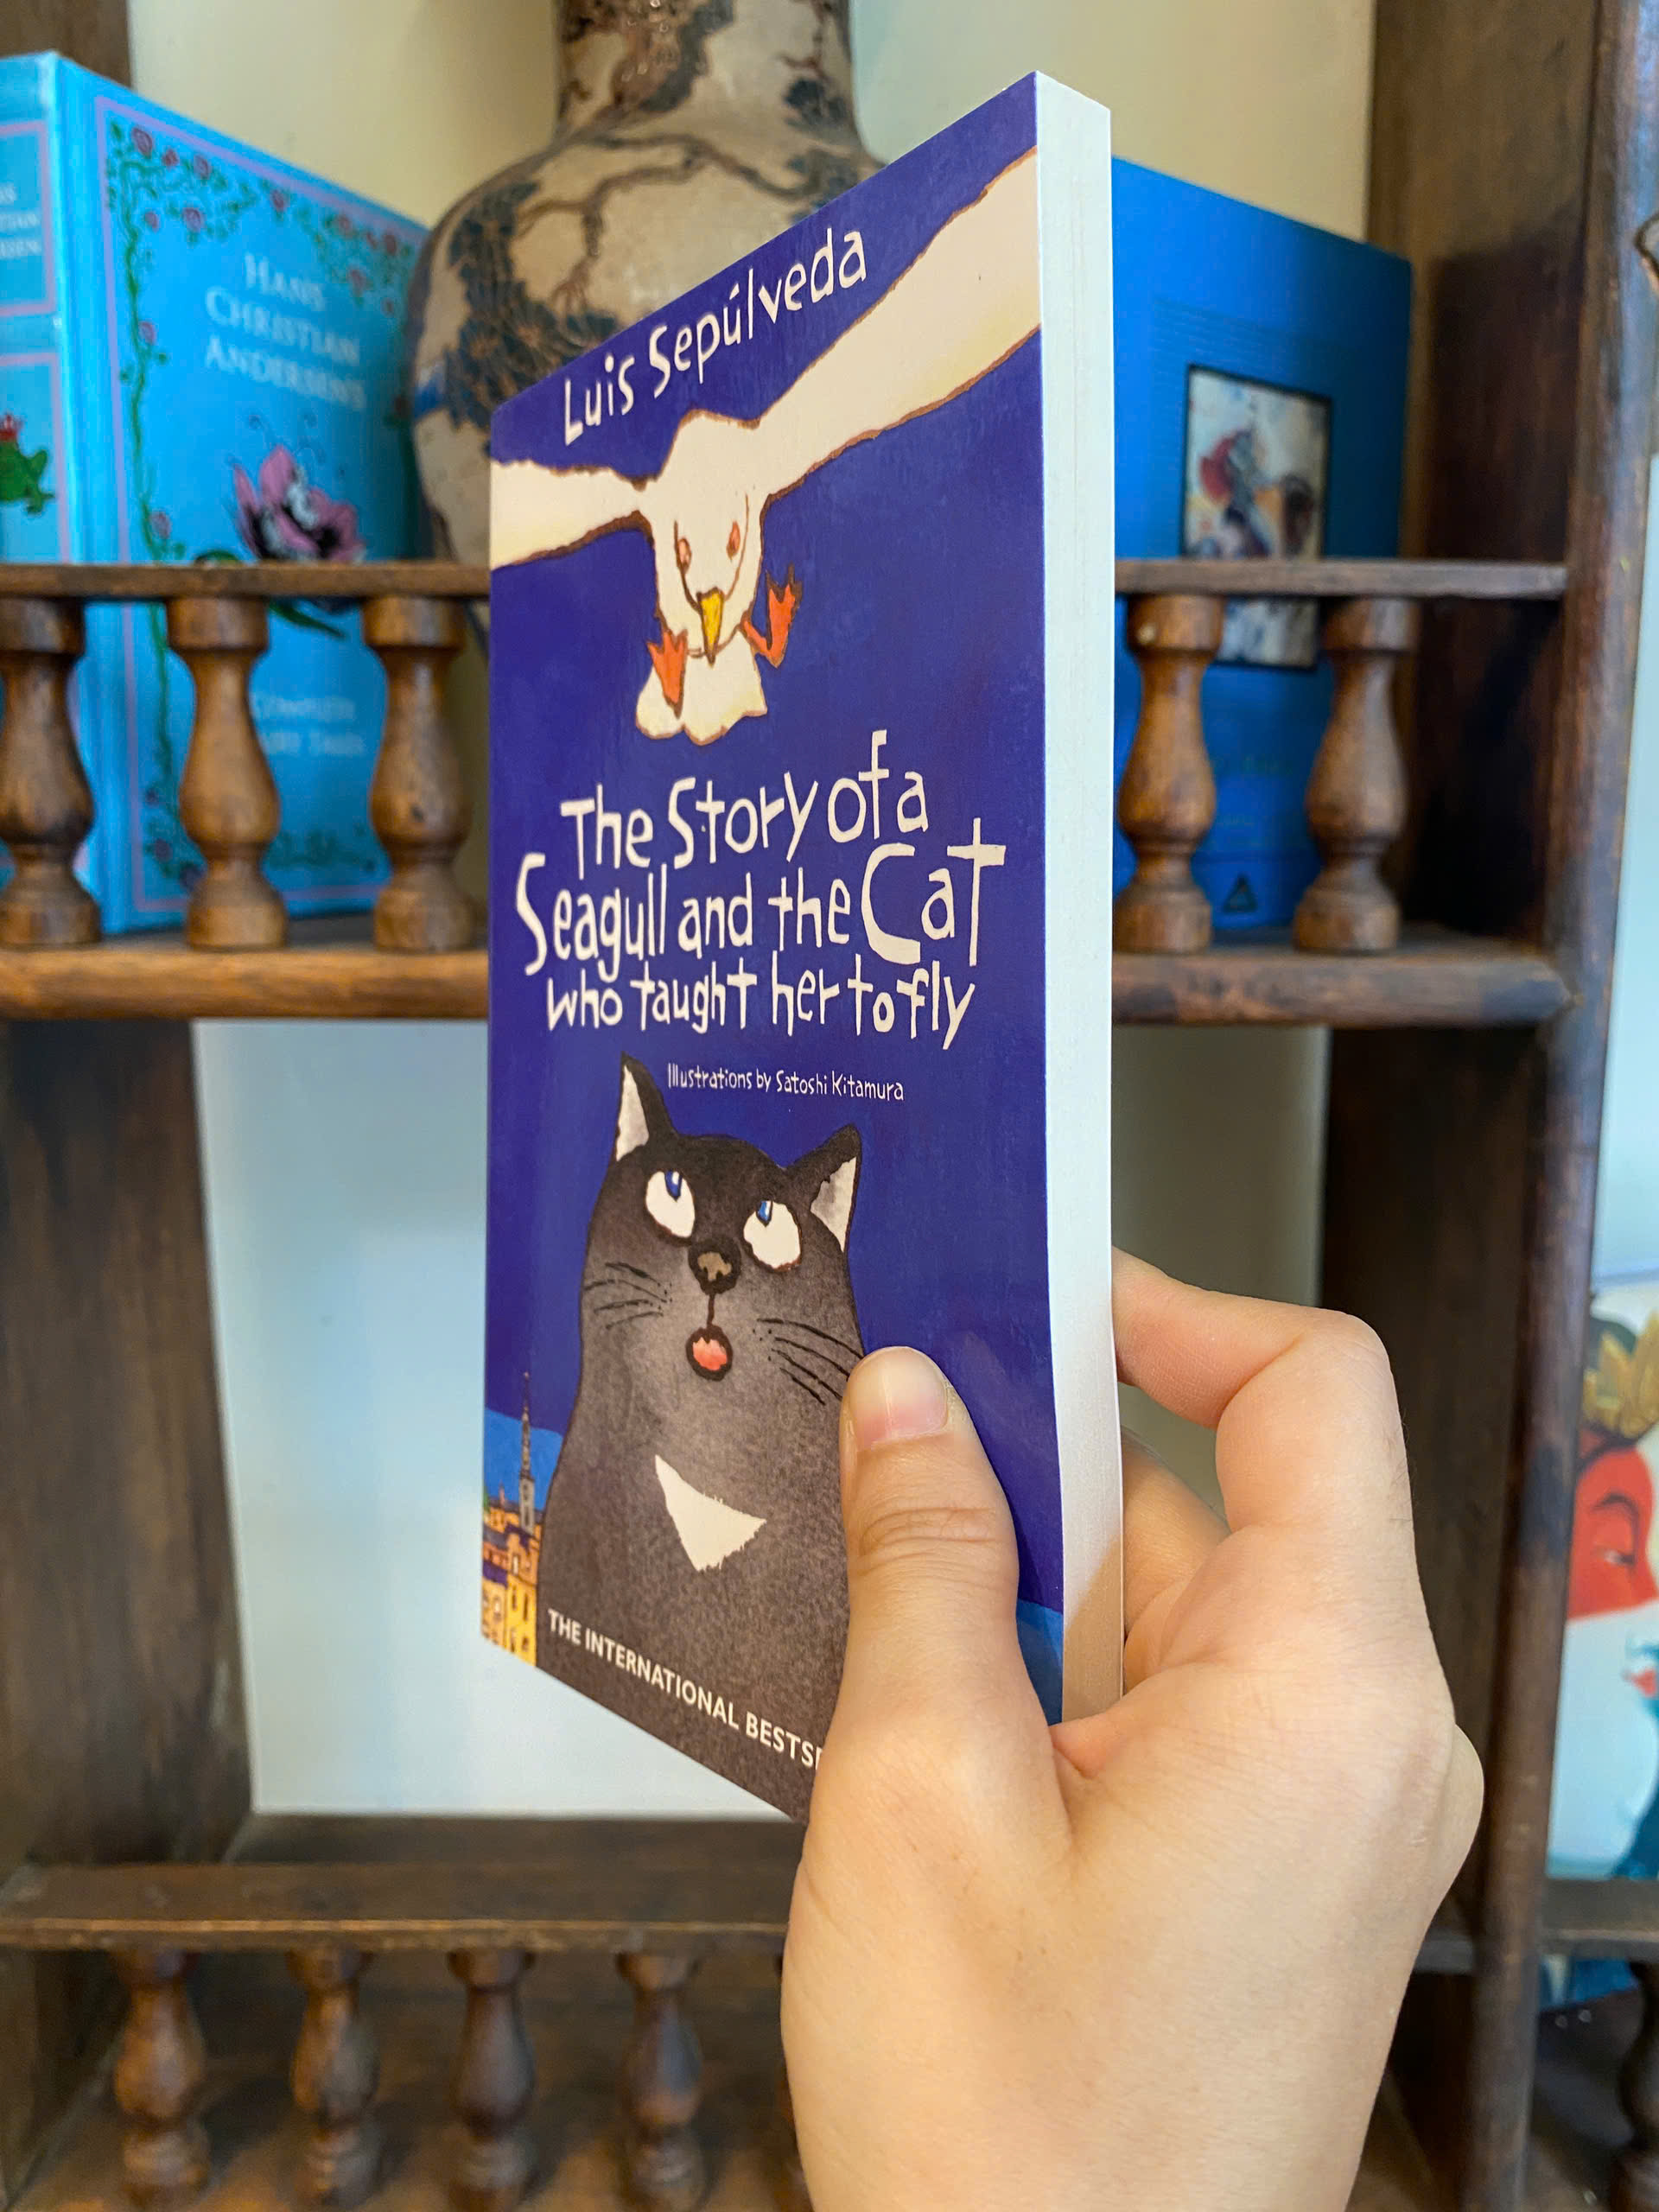 Luis Sepúlveda
The Story of a
Seagull and the Cat
who taught her to fly
Illustrations by Satoshi Kitamura
THE INTERNATIONAL
HANS
CHRISTIAN
ANDERSEN'S
COMPLETE